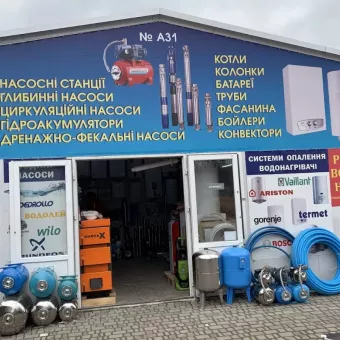 № А31
НАСОСНІ СТАНЦІЇ
ГЛИБИННІ НАСОСИ
ЦИРКУЛЯЦІЙНІ НАСОСИ
ГІДРОАКУМУЛЯТОРИ
ДРЕНАЖНО-ФЕКАЛЬНІ НАСОСИ
КОТЛИ
КОЛОНКИ
БАТАРЕЇ
ТРУБИ
ФАСАНИНА
БОЙЛЕРИ
КОНВЕКТОРИ
НАСОСИ
PEDROLLO
ВОДОЛЕЙ
wilo
GRUNDFOS
СИСТЕМИ ОПАЛЕННЯ
ВОДОНАГРІВАЧІ
Vaillant
ARISTON
gorenje
termet
BOSCH